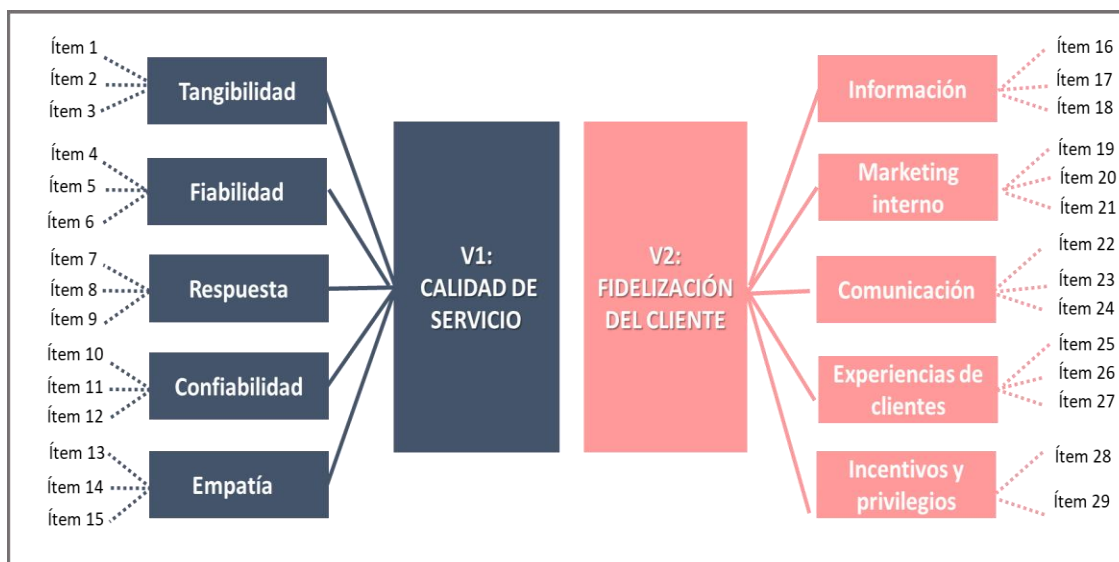 Ítem 1
Ítem 2
Ítem 3
Tangibilidad
Ítem 4
Ítem 5
Ítem 6
Fiabilidad
Ítem 7
Ítem 8
Ítem 9
Respuesta
Ítem 10
Ítem 11
Ítem 12
Confiabilidad
Ítem 13
Ítem 14
Ítem 15
Empatía
V1:
CALIDAD DE
SERVICIO
V2:
FIDELIZACIÓN
DEL CLIENTE
Información
Ítem 16
Ítem 17
Ítem 18
Marketing
interno
Ítem 19
Ítem 20
Ítem 21
Comunicación
Ítem 22
Ítem 23
Ítem 24
Experiencias de
clientes
Ítem 25
Ítem 26
Ítem 27
Incentivos y
privilegios
Ítem 28
Ítem 29